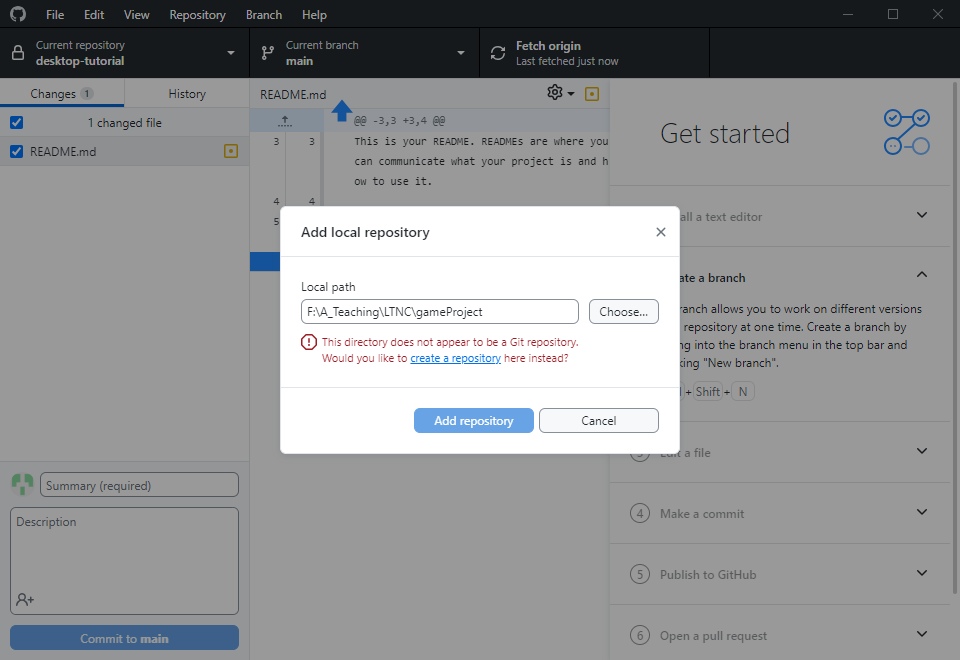 File Edit View Repository Branch Help
Current repository
desktop-tutorial
Current branch
main
Fetch origin
Last fetched just now
Changes 1 History
1 changed file
README.md
README.md
@@ -3,3 +3,4 @@
3 3 This is your README. READMEs are where you
can communicate what your project is and h
ow to use it.
4 4
5
Get started
all a text editor
ate a branch
ranch allows you to work on different versions
repository at one time. Create a branch by
ng into the branch menu in the top bar and
king "New branch".
+ Shift + N
3 Edit a file
4 Make a commit
5 Publish to GitHub
6 Open a pull request
Add local repository
Local path
F:\A_Teaching\LTNC\gameProject
Choose...
This directory does not appear to be a Git repository.
Would you like to create a repository here instead?
Add repository Cancel
Summary (required)
Description
Commit to main